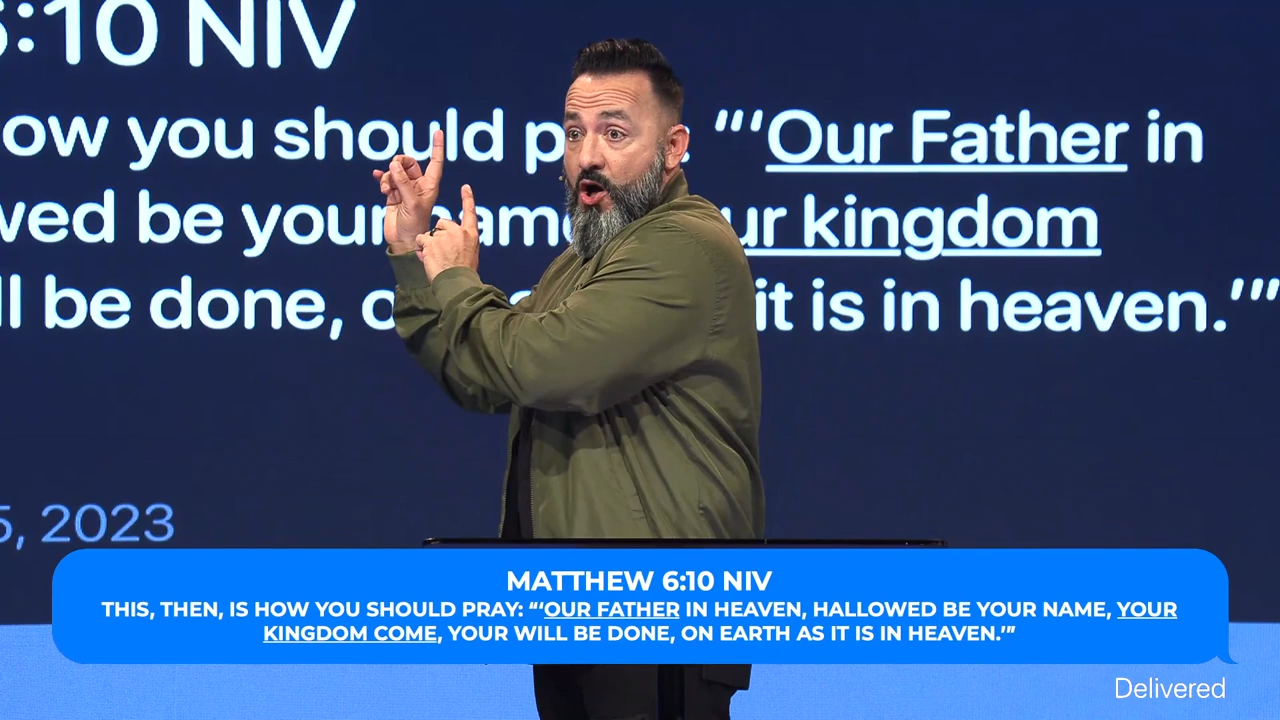 6:10 NIV
ow you should p : "'Our Father in
wed be your name ur kingdom
ll be done, o it is in heaven.'"
5, 2023
MATTHEW 6:10 NIV
THIS, THEN, IS HOW YOU SHOULD PRAY: “‘OUR FATHER IN HEAVEN, HALLOWED BE YOUR NAME, YOUR
KINGDOM COME, YOUR WILL BE DONE, ON EARTH AS IT IS IN HEAVEN.’”
Delivered